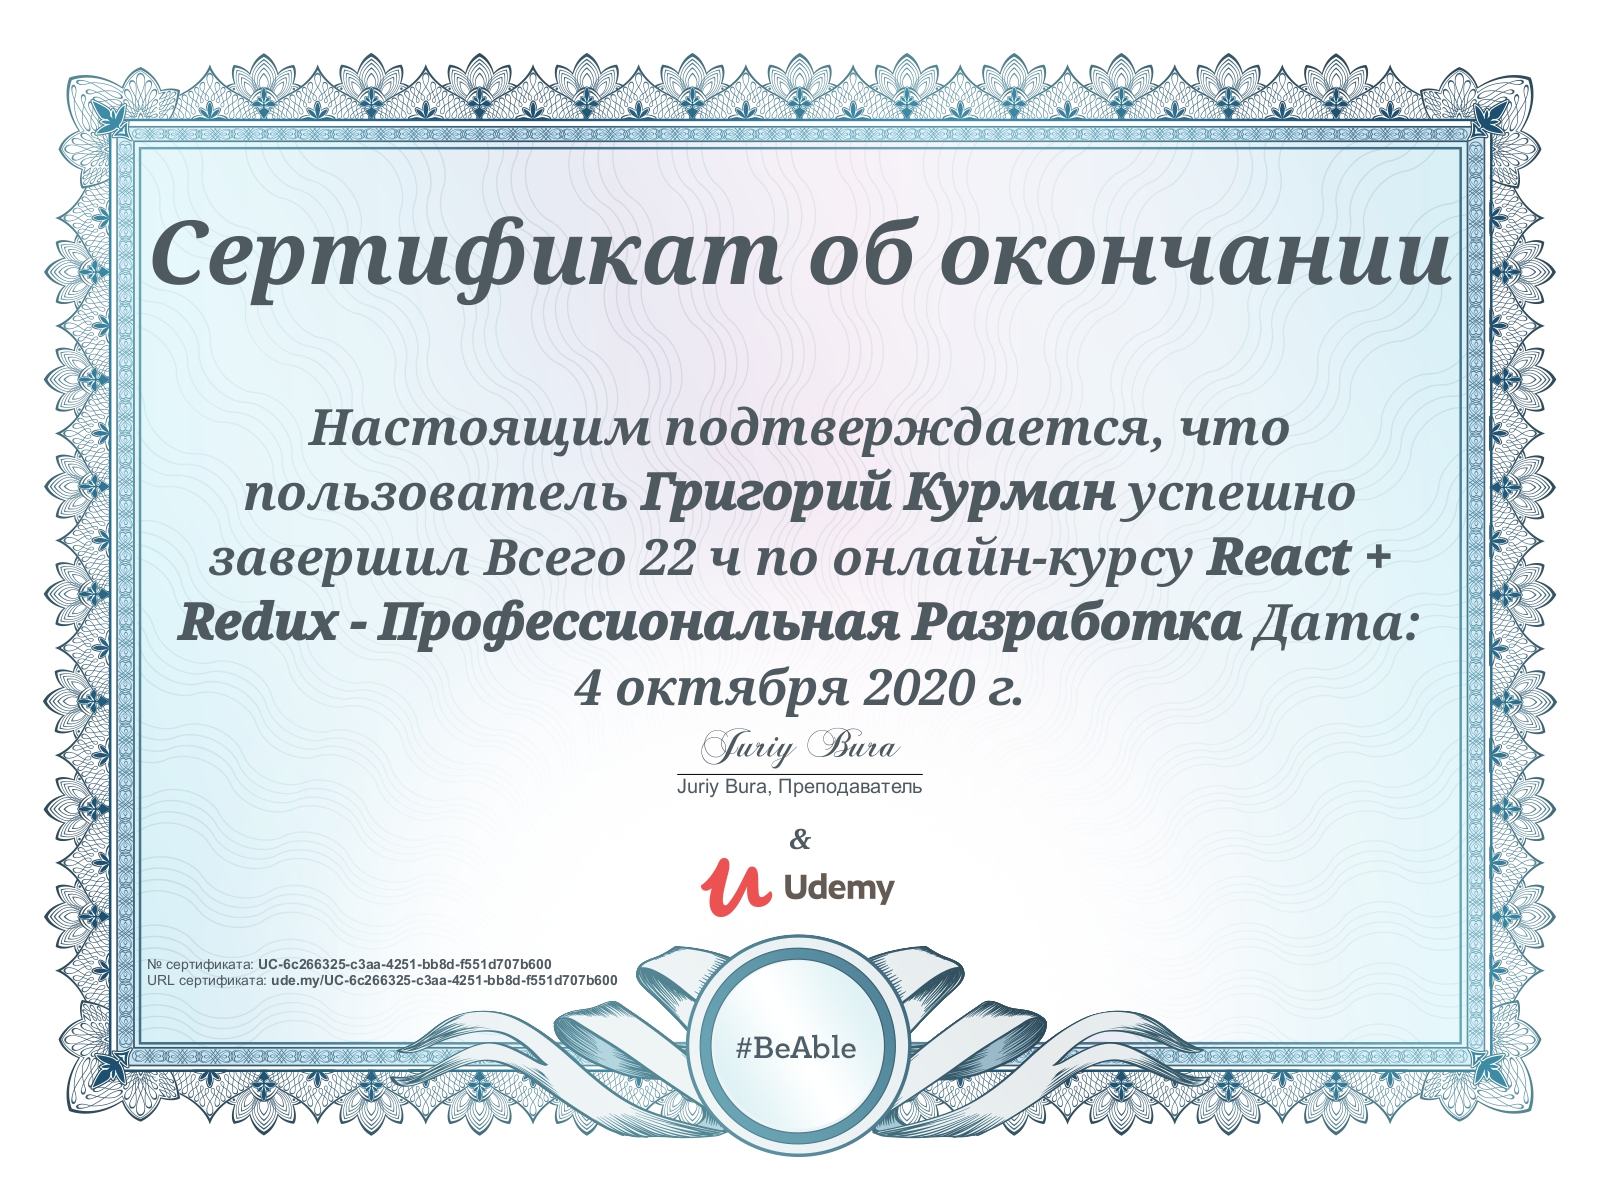 Сертификат об окончании
Настоящим подтверждается, что
пользователь Григорий Курман успешно
завершил Всего 22 ч по онлайн-курсу React +
Redux - Профессиональная Разработка Дата:
4 октября 2020 г.
Juriy Bura
Juriy Bura, Преподаватель
&
Udemy
№ сертификата: UC-6c266325-c3aa-4251-bb8d-f551d707b600
URL сертификата: ude.my/UC-6c266325-c3aa-4251-bb8d-f551d707b600
#BeAble